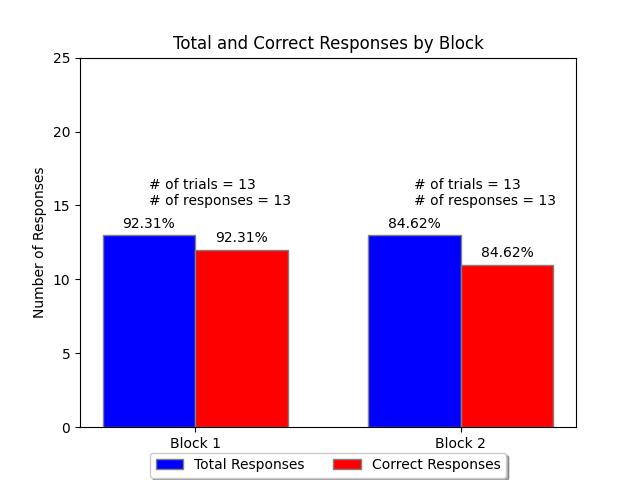 Total and Correct Responses by Block
Number of Responses
25
20
15
10
5
0
# of trials = 13
# of responses = 13
92.31%
92.31%
# of trials = 13
# of responses = 13
84.62%
84.62%
Block 1
Block 2
Total Responses
Correct Responses